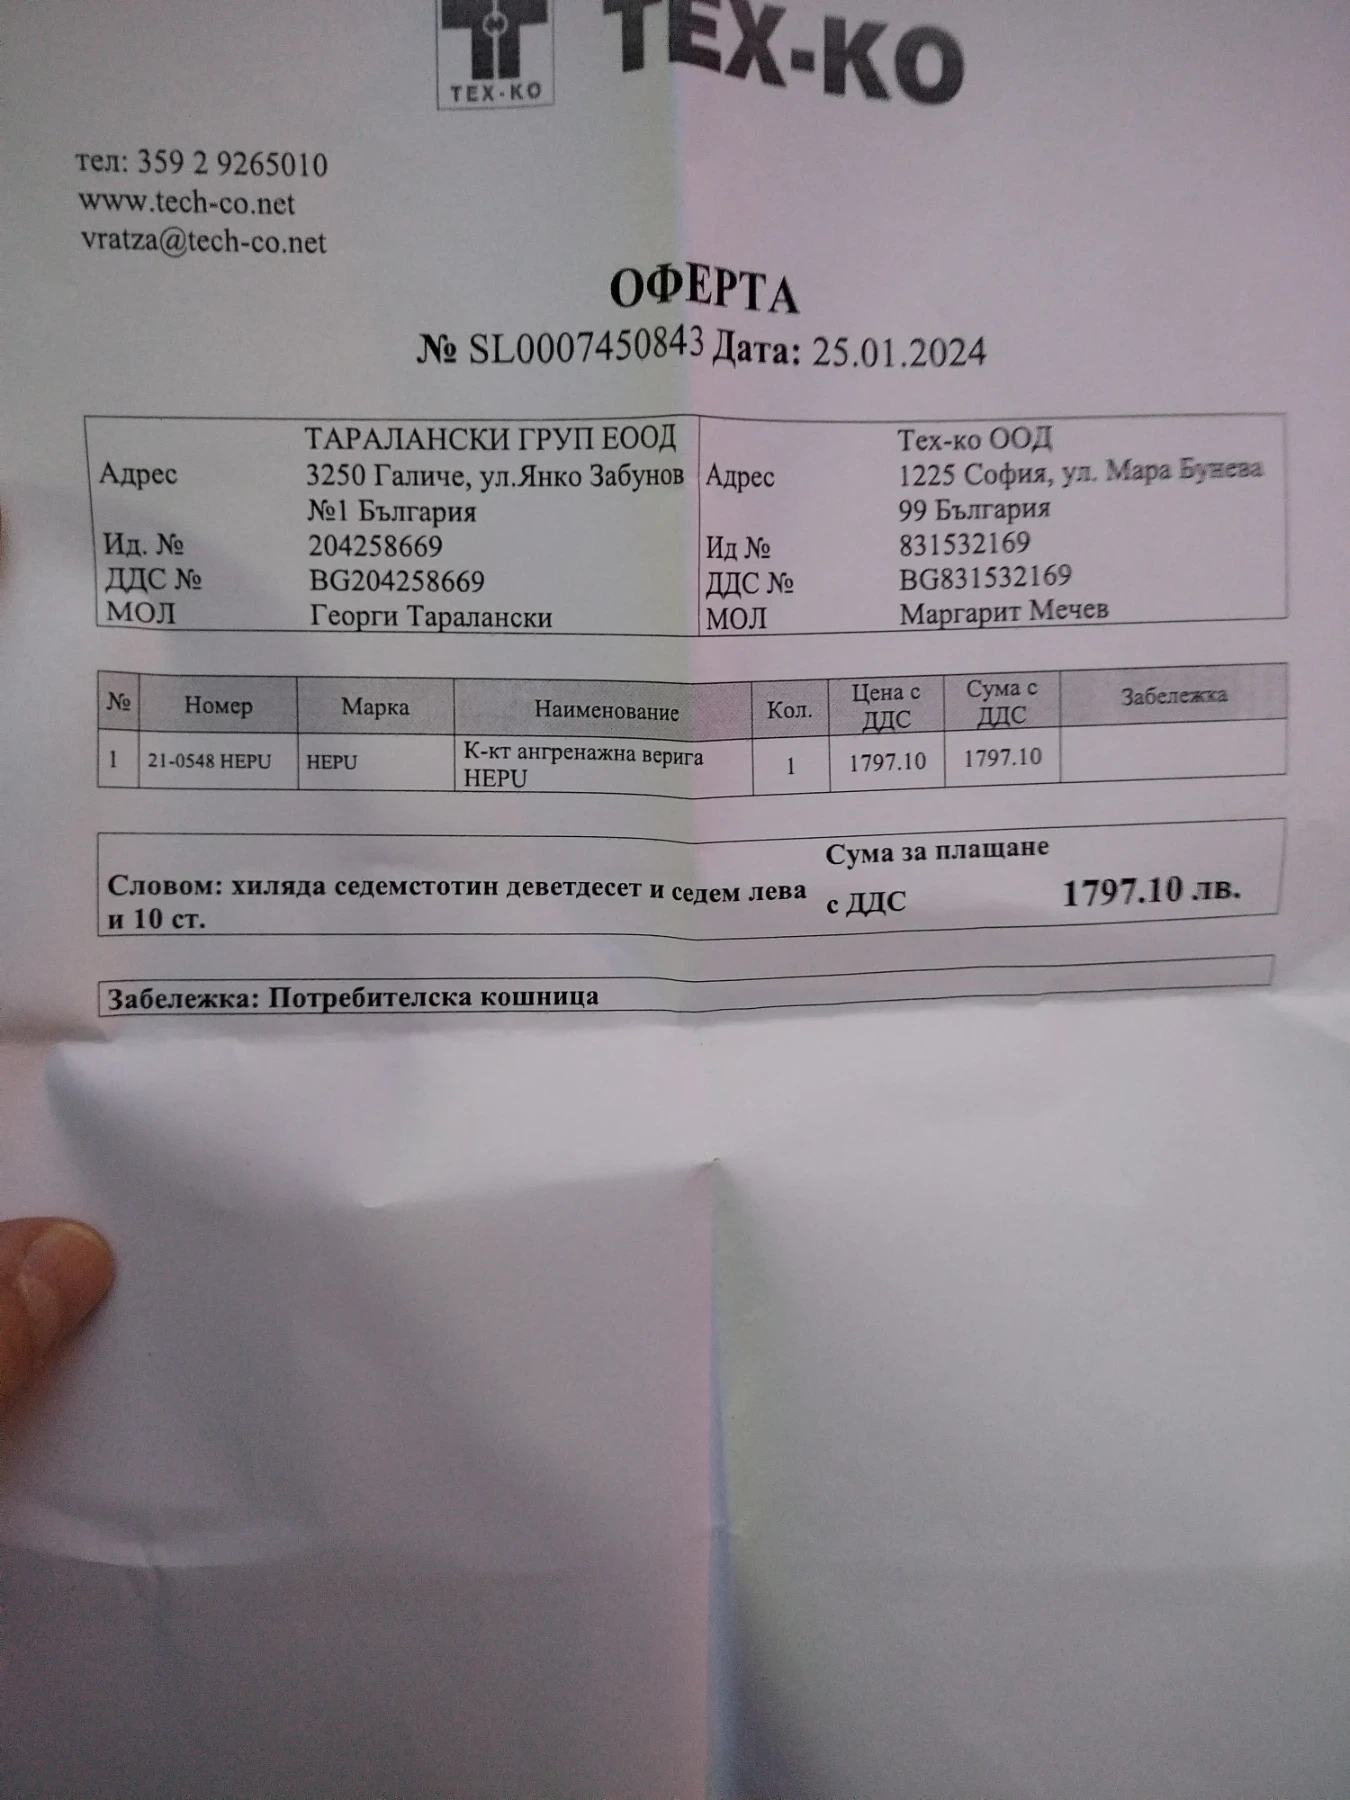 ТЕХ-КО
ТЕХ-КО
тел: 359 2 9265010
www.tech-co.net
vratza@tech-co.net
ОФЕРТА
№ SL0007450843 Дата: 25.01.2024
ТАРАЛАНСКИ ГРУП ЕООД
Адрес 3250 Галиче, ул.Янко Забунов
№1 България
Ид. № 204258669
ДДС № BG204258669
МОЛ Георги Таралански
Тех-ко ООД
Адрес 1225 София, ул. Мара Бунева
99 България
Ид № 831532169
ДДС № BG831532169
МОЛ Маргарит Мечев
№ Номер Марка Наименование Кол. Цена с ДДС Сума с ДДС Забележка
1 21-0548 HEPU HEPU К-кт ангренажна верига HEPU 1 1797.10 1797.10
Словом: хиляда седемстотин деветдесет и седем лева
и 10 ст.
Сума за плащане
с ДДС 1797.10 лв.
Забележка: Потребителска кошница